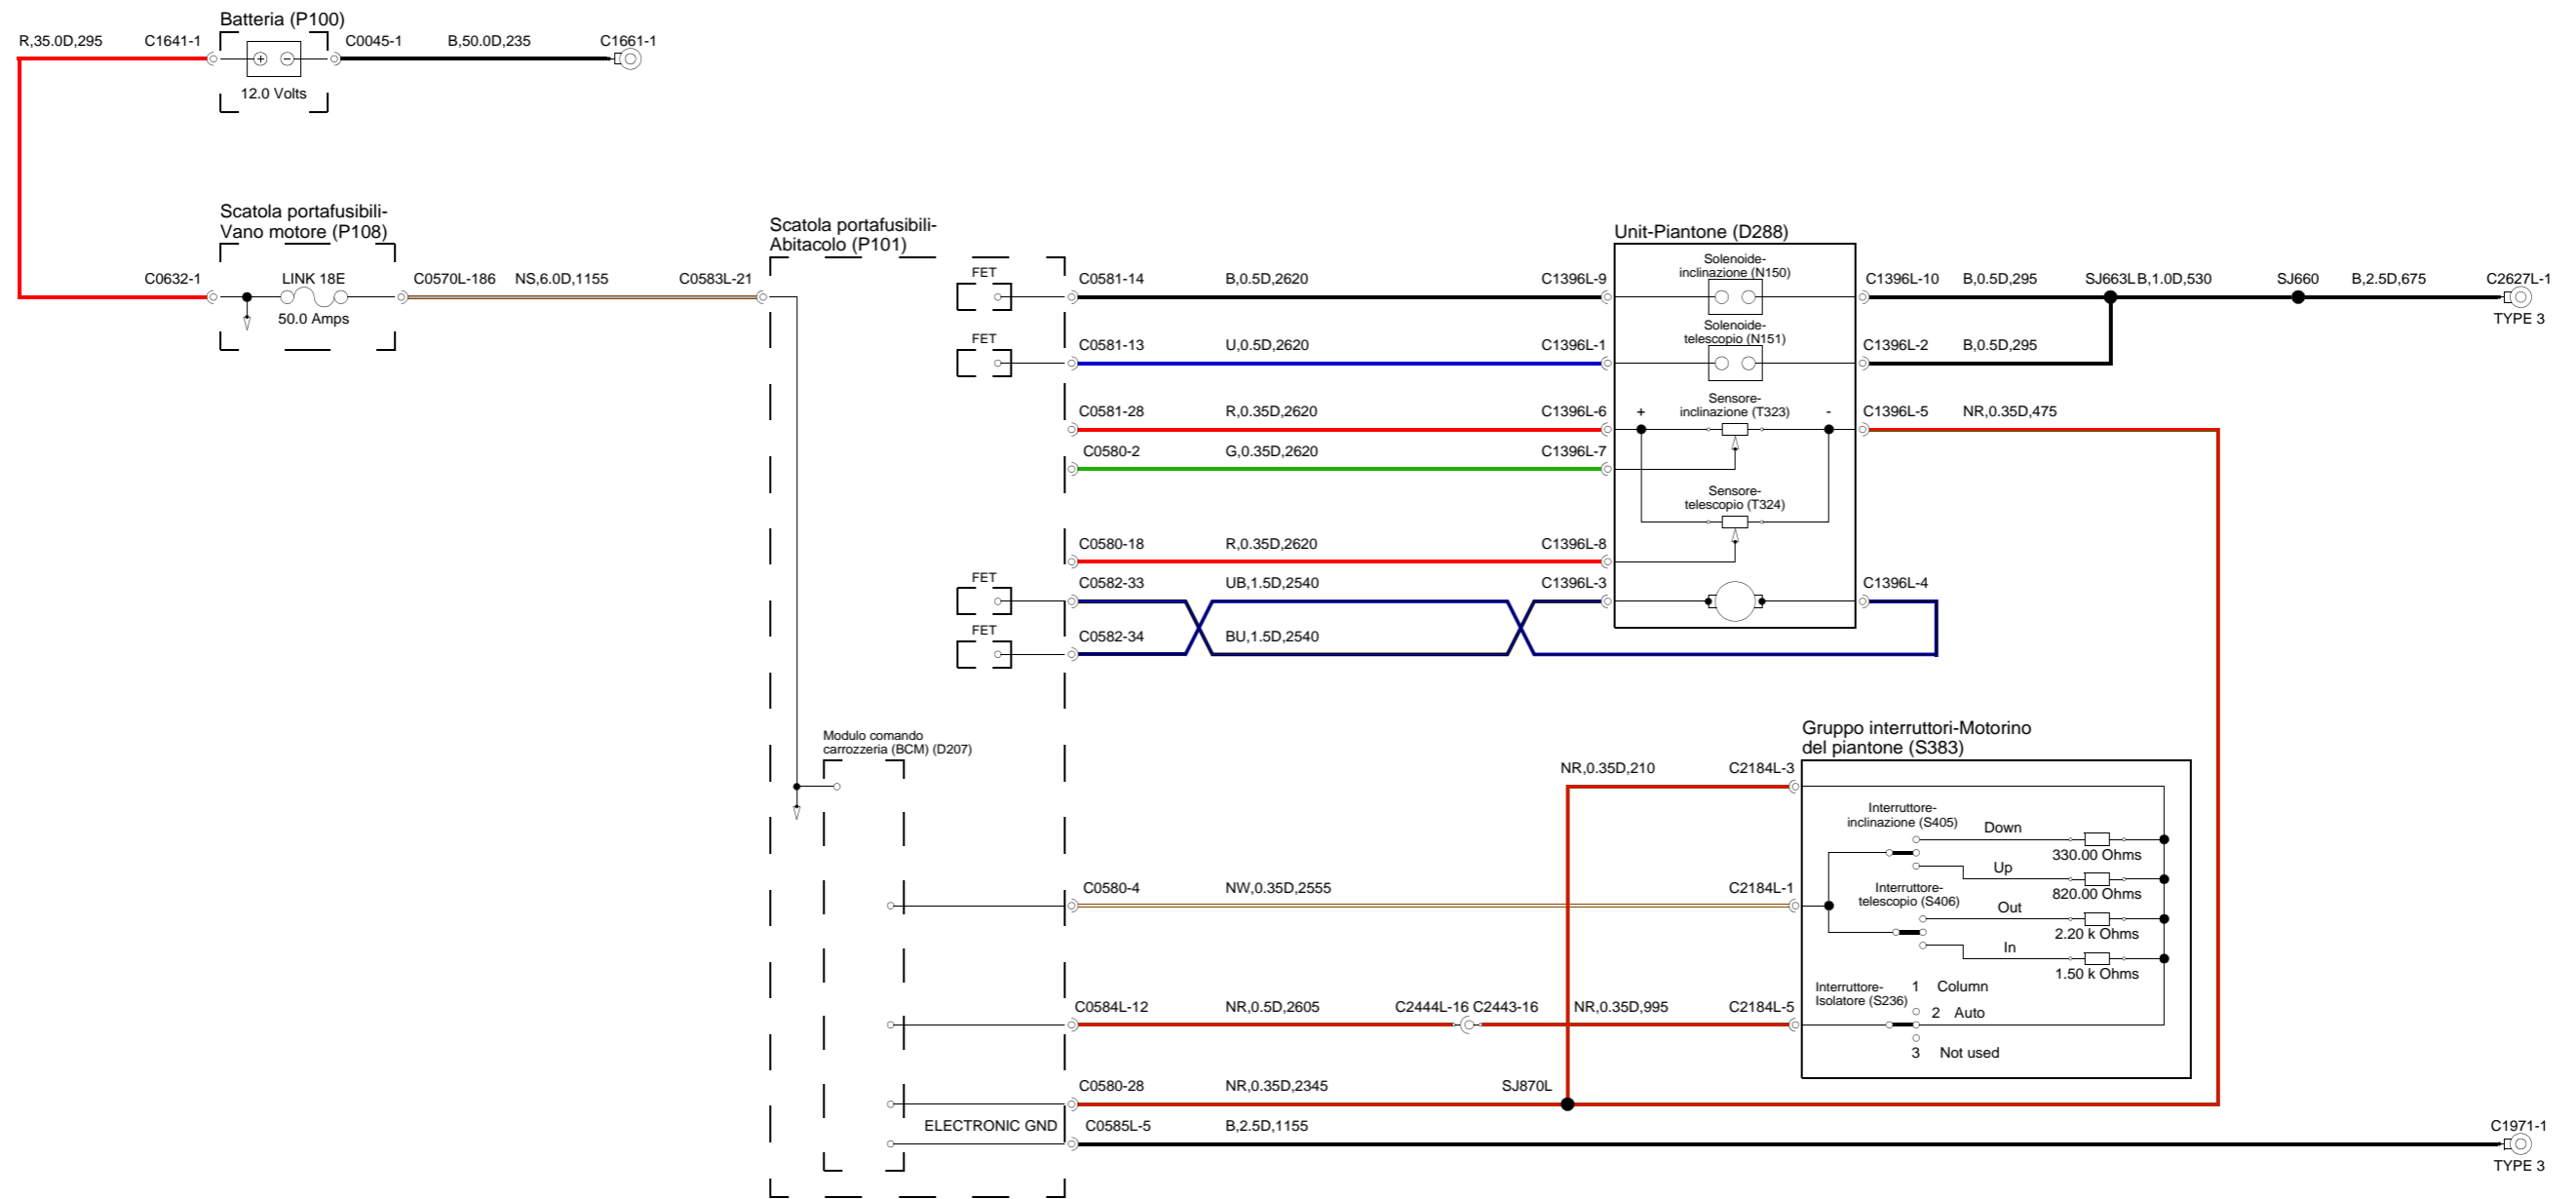 Batteria (P100)
R,35.0D,295
C1641-1
C0045-1
B,50.0D,235
C1661-1
12.0 Volts
Scatola portafusibili-
Vano motore (P108)
C0632-1
LINK 18E
50.0 Amps
C0570L-186
NS,6.0D,1155
C0583L-21
Scatola portafusibili-
Abitacolo (P101)
FET
C0581-14
B,0.5D,2620
C1396L-9
FET
C0581-13
U,0.5D,2620
C1396L-1
C0581-28
R,0.35D,2620
C1396L-6
C0580-2
G,0.35D,2620
C1396L-7
C0580-18
R,0.35D,2620
C1396L-8
FET
C0582-33
UB,1.5D,2540
C1396L-3
FET
C0582-34
BU,1.5D,2540
Unit-Piantone (D288)
Solenoide-
inclinazione (N150)
Solenoide-
telescopio (N151)
Sensore-
inclinazione (T323)
+
-
Sensore-
telescopio (T324)
C1396L-10
B,0.5D,295
SJ663L
B,1.0D,530
SJ660
B,2.5D,675
C2627L-1
TYPE 3
C1396L-2
B,0.5D,295
C1396L-5
NR,0.35D,475
C1396L-4
Modulo comando
carrozzeria (BCM) (D207)
Gruppo interruttori-Motorino
del piantone (S383)
NR,0.35D,210
C2184L-3
Interruttore-
inclinazione (S405)
Down
330.00 Ohms
Up
820.00 Ohms
C0580-4
NW,0.35D,2555
C2184L-1
Interruttore-
telescopio (S406)
Out
2.20 k Ohms
In
1.50 k Ohms
C0584L-12
NR,0.5D,2605
C2444L-16
C2443-16
NR,0.35D,995
C2184L-5
Interruttore-
Isolatore (S236)
1 Column
2 Auto
3 Not used
C0580-28
NR,0.35D,2345
SJ870L
ELECTRONIC GND
C0585L-5
B,2.5D,1155
C1971-1
TYPE 3